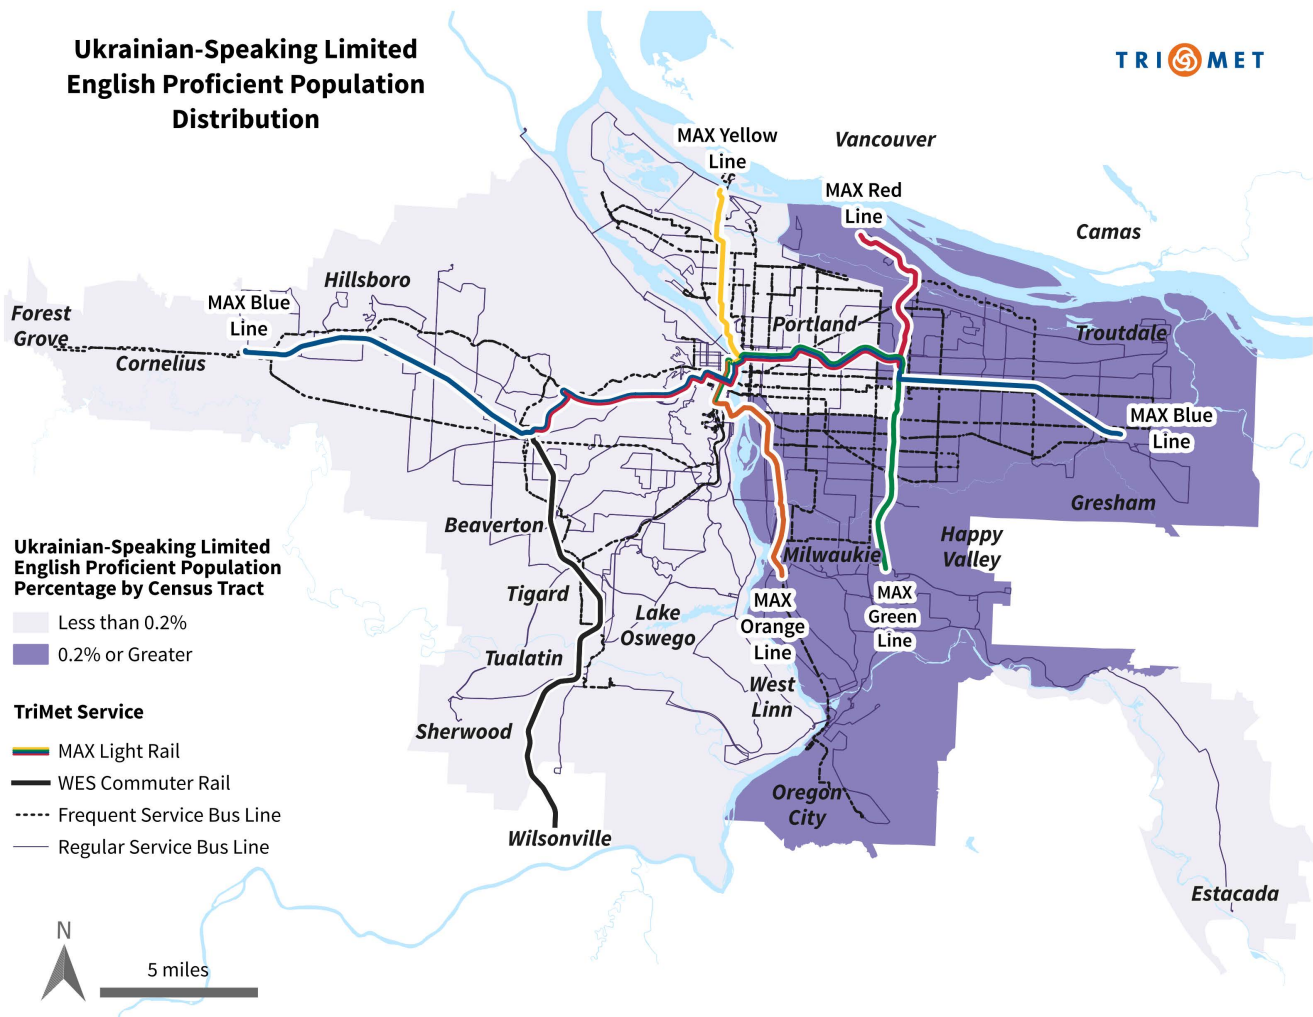 Ukrainian-Speaking Limited
English Proficient Population
Distribution
TRI MET
MAX Yellow
Line
Vancouver
MAX Red
Line
Camas
Hillsboro
MAX Blue
Line
Forest
Grove
Cornelius
Portland
Troutdale
MAX Blue
Line
Gresham
Beaverton
Happy
Valley
Milwaukie
Tigard
Lake
Oswego
MAX
Orange
Line
MAX
Green
Line
Tualatin
West
Linn
Sherwood
Oregon
City
Wilsonville
Estacada
Ukrainian-Speaking Limited
English Proficient Population
Percentage by Census Tract
Less than 0.2%
0.2% or Greater
TriMet Service
MAX Light Rail
WES Commuter Rail
Frequent Service Bus Line
Regular Service Bus Line
N
5 miles